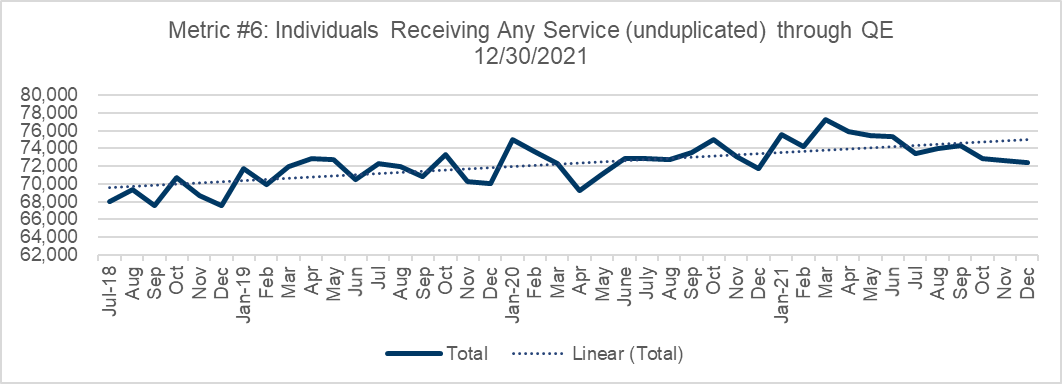 Metric #6: Individuals Receiving Any Service (unduplicated) through QE
12/30/2021
80,000
78,000
76,000
74,000
72,000
70,000
68,000
66,000
64,000
62,000
Jul-18
Aug
Sep
Oct
Nov
Dec
Jan-19
Feb
Mar
Apr
May
Jun
Jul
Aug
Sep
Oct
Nov
Dec
Jan-20
Feb
Mar
Apr
May
June
July
Aug
Sep
Oct
Nov
Dec
Jan-21
Feb
Mar
Apr
May
Jun
Jul
Aug
Sep
Oct
Nov
Dec
Total
Linear (Total)